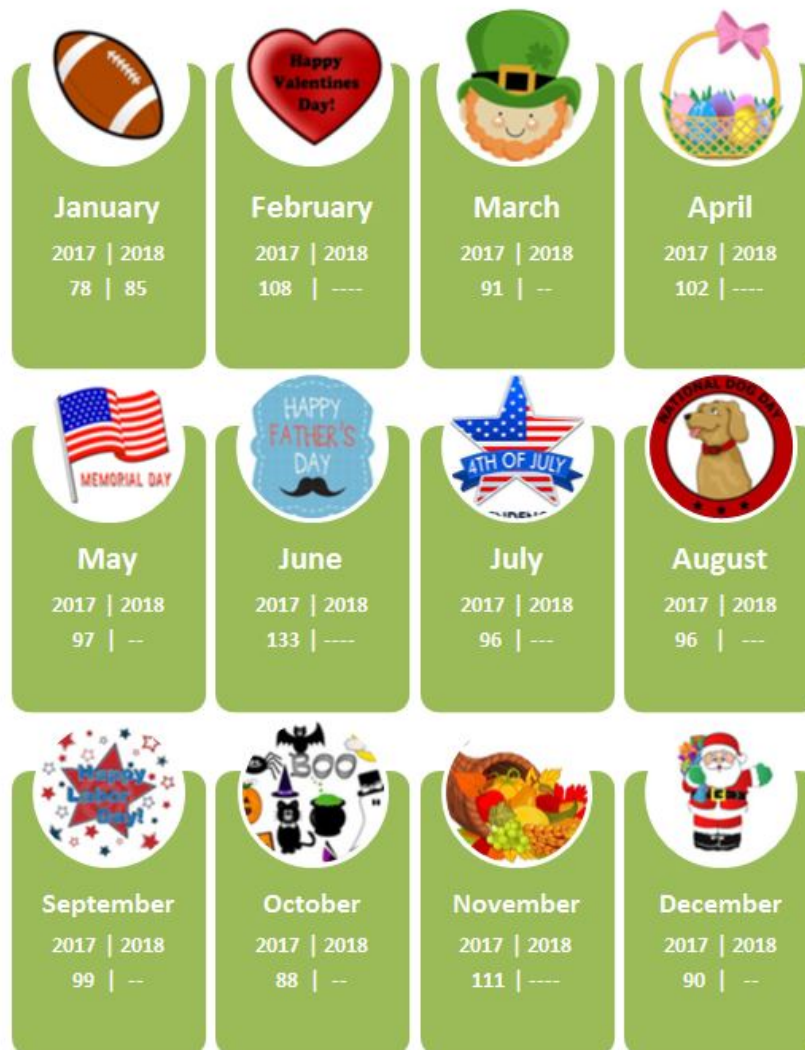 Happy
Valentines
Day!
January
2017 | 2018
78 | 85
February
2017 | 2018
108 | ----
March
2017 | 2018
91 | --
April
2017 | 2018
102 | ----
MEMORIAL DAY
May
2017 | 2018
97 | --
HAPPY
FATHER'S
DAY
June
2017 | 2018
133 | ----
4TH OF JULY
July
2017 | 2018
96 | ---
NATIONAL DOG DAY
August
2017 | 2018
96 | ---
Happy
Labor
Day!
September
2017 | 2018
99 | --
BOO
October
2017 | 2018
88 | --
November
2017 | 2018
111 | ----
December
2017 | 2018
90 | --